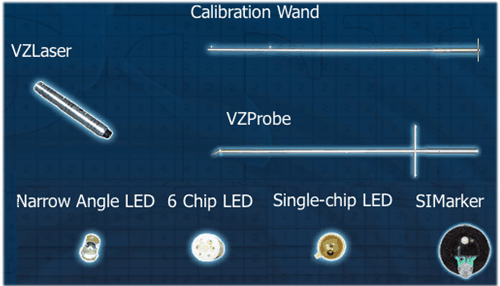 Calibration Wand
VZLaser
VZProbe
Narrow Angle LED
6 Chip LED
Single-chip LED
SIMarker